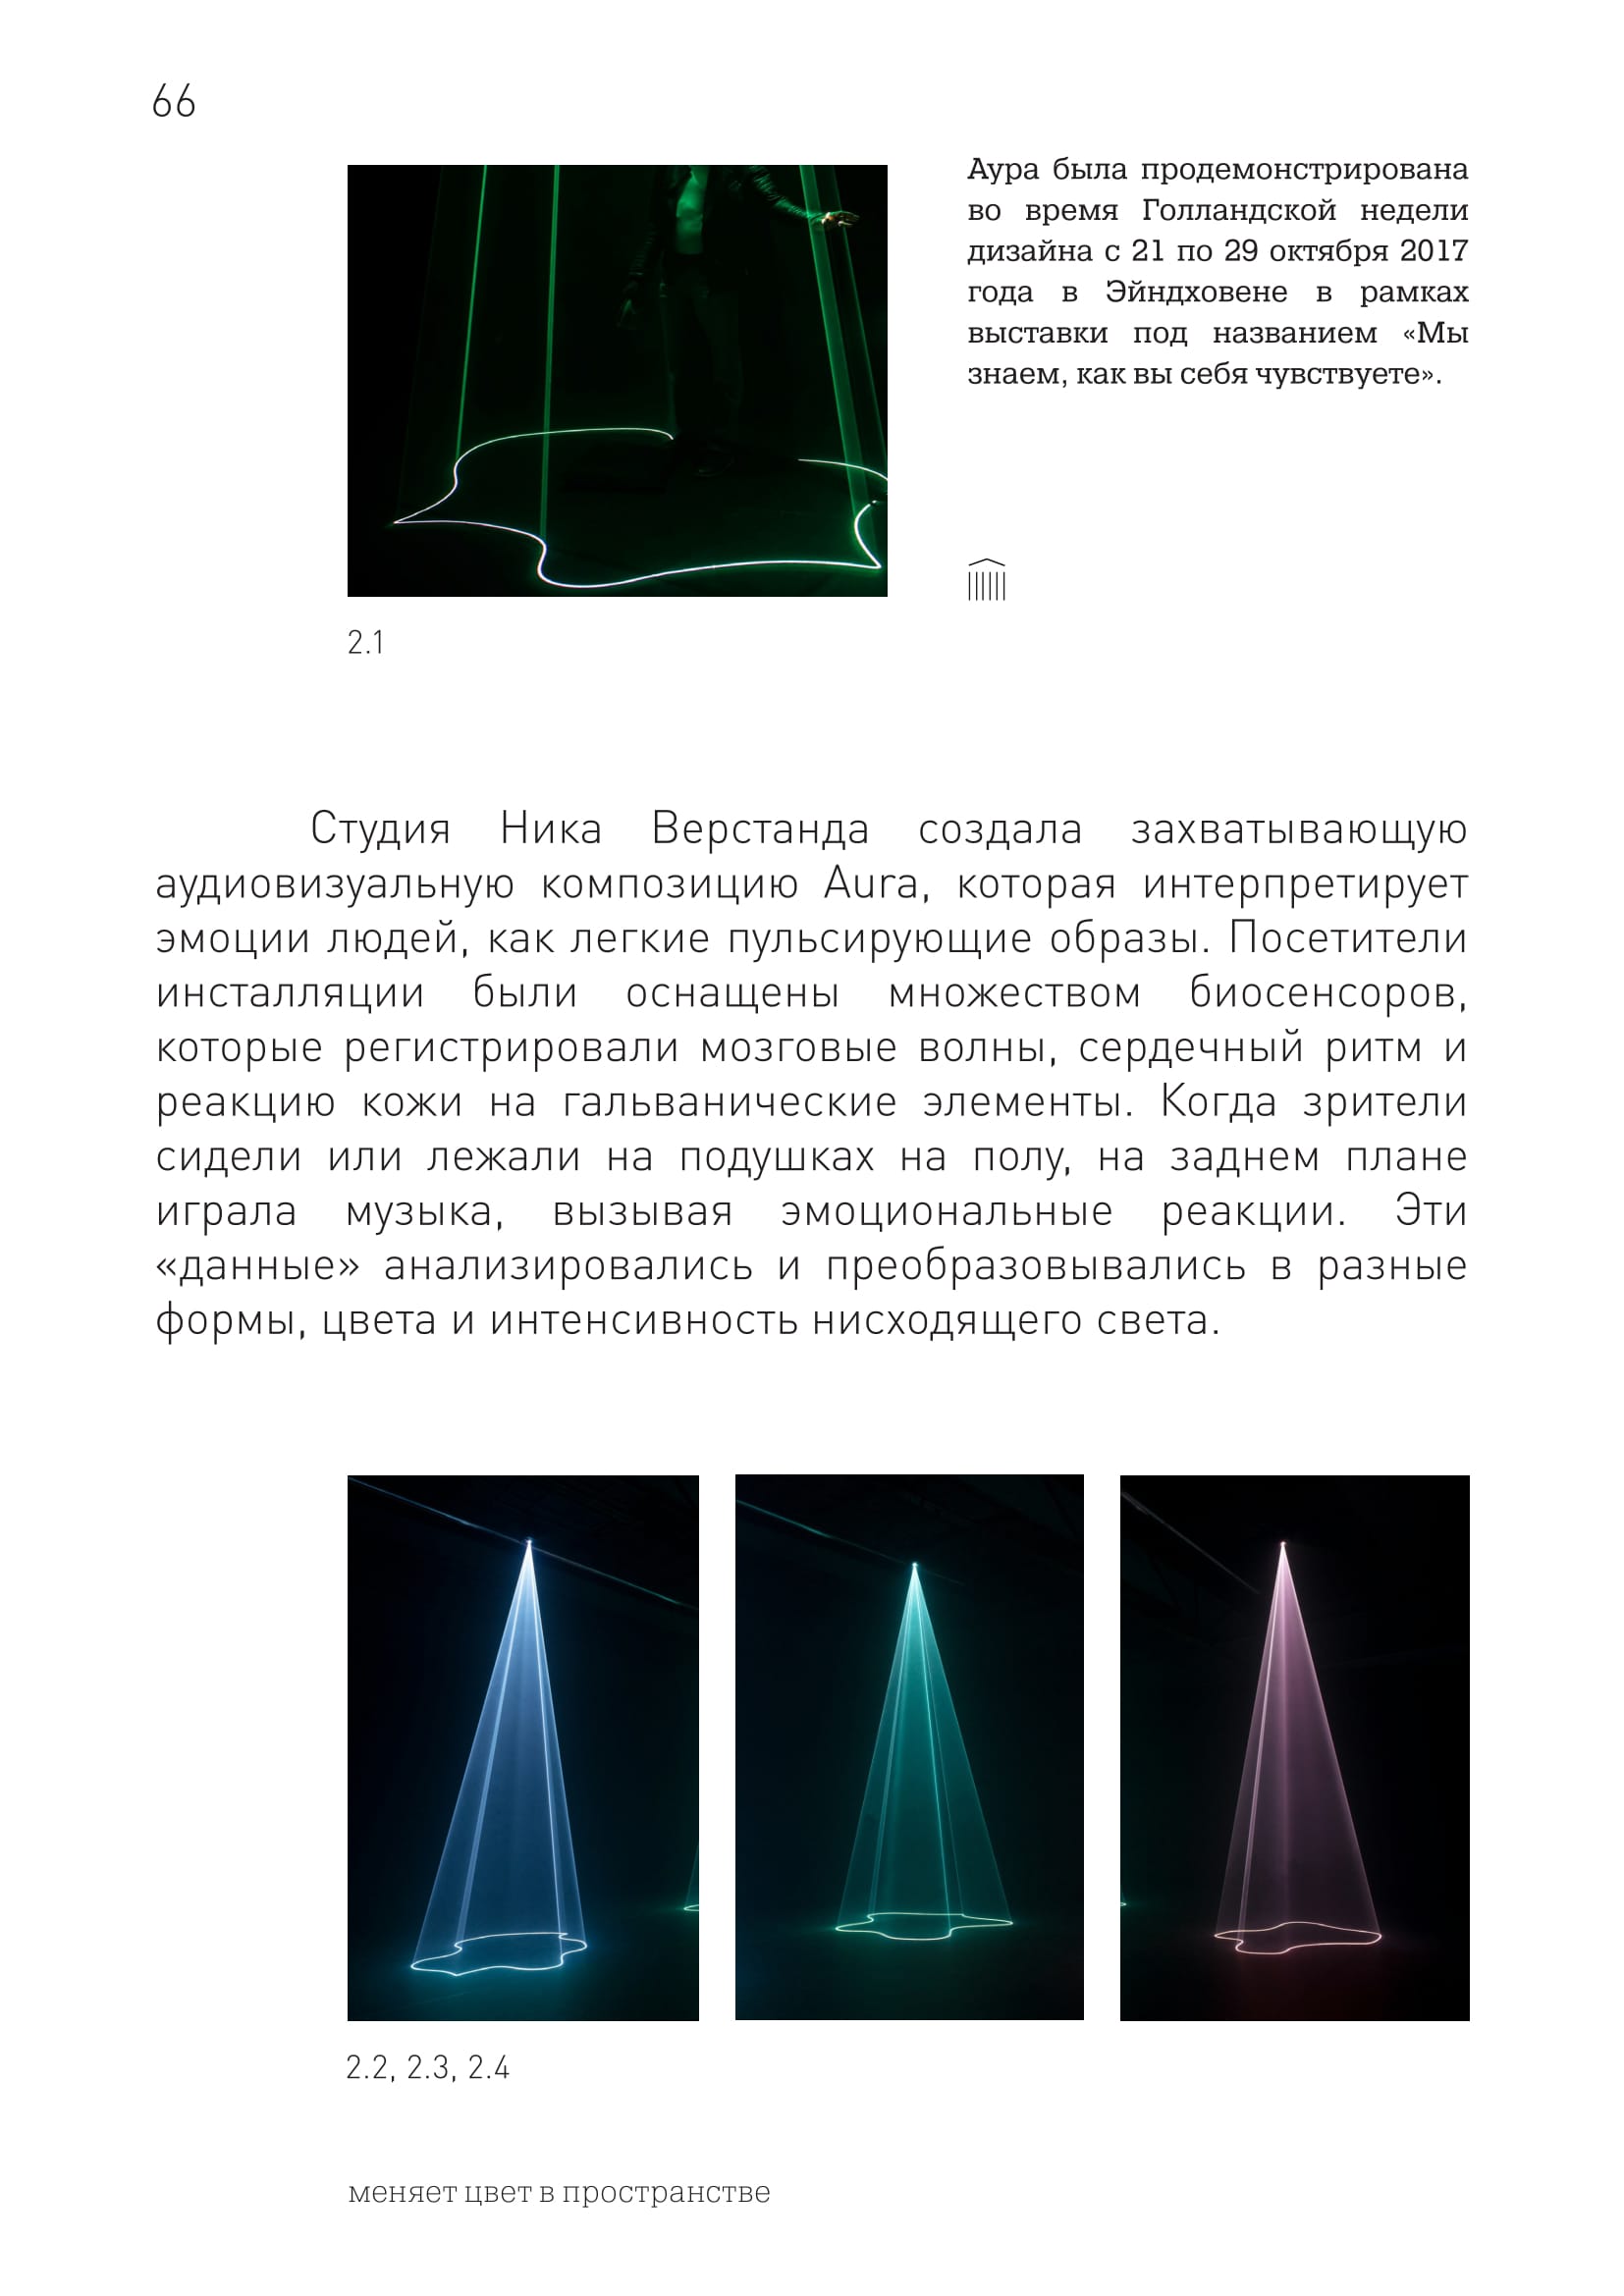 66
Аура была продемонстрирована
во время Голландской недели
дизайна с 21 по 29 октября 2017
года в Эйндховене в рамках
выставки под названием «Мы
знаем, как вы себя чувствуете».
2.1
Студия Ника Верстанда создала захватывающую
аудиовизуальную композицию Aura, которая интерпретирует
эмоции людей, как легкие пульсирующие образы. Посетители
инсталляции были оснащены множеством биосенсоров,
которые регистрировали мозговые волны, сердечный ритм и
реакцию кожи на гальванические элементы. Когда зрители
сидели или лежали на подушках на полу, на заднем плане
играла музыка, вызывая эмоциональные реакции. Эти
«данные» анализировались и преобразовывались в разные
формы, цвета и интенсивность нисходящего света.
2.2, 2.3, 2.4
меняет цвет в пространстве